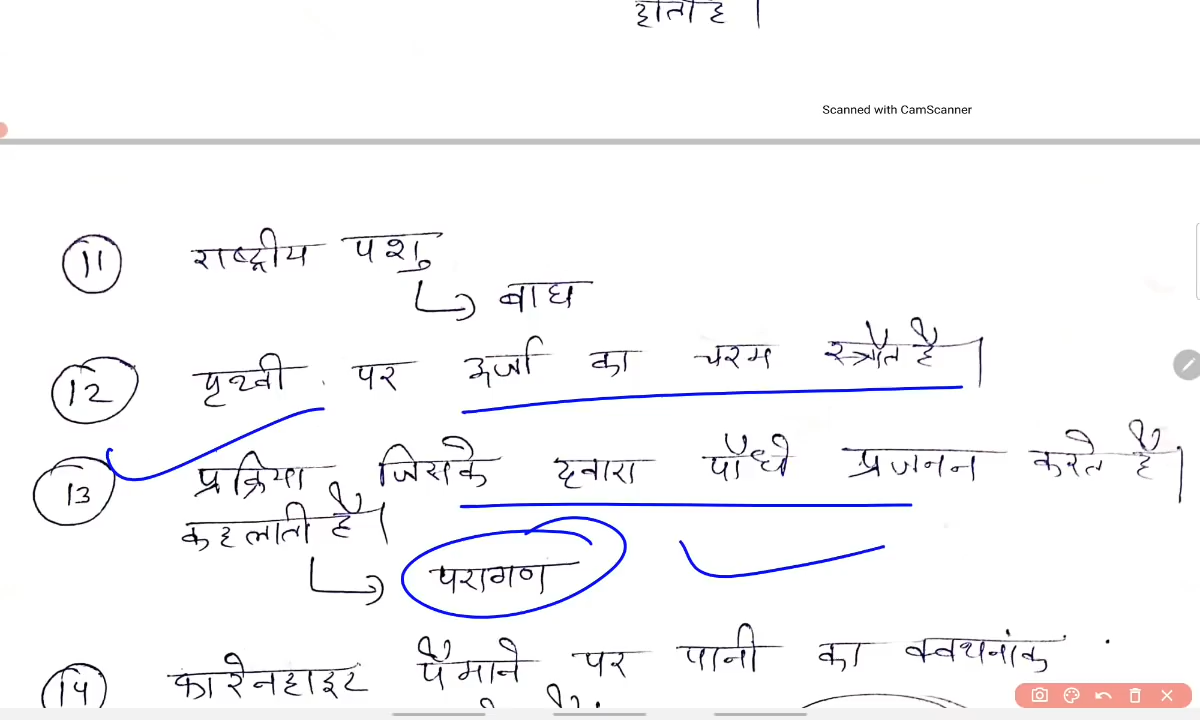 होता है।
Scanned with CamScanner
11 राष्ट्रीय पशु
↳ बाघ
12 पृथ्वी पर ऊर्जा का चरम स्त्रौत है।
13 प्रक्रिया जिसके द्वारा पौधे प्रजनन करते है।
कहलाती है।
↳ परागण
14 फारेनहाइट पैमाने पर पानी का क्वथनांक